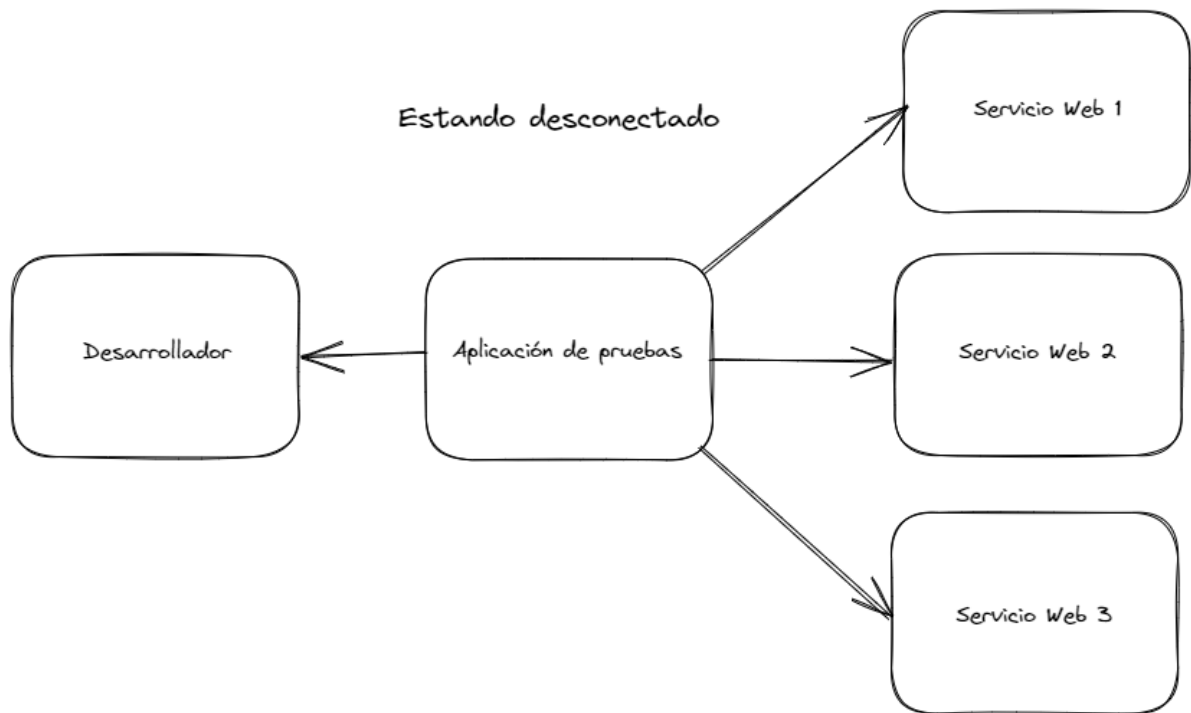 Estando desconectado
Servicio Web 1
Desarrollador
Aplicación de pruebas
Servicio Web 2
Servicio Web 3